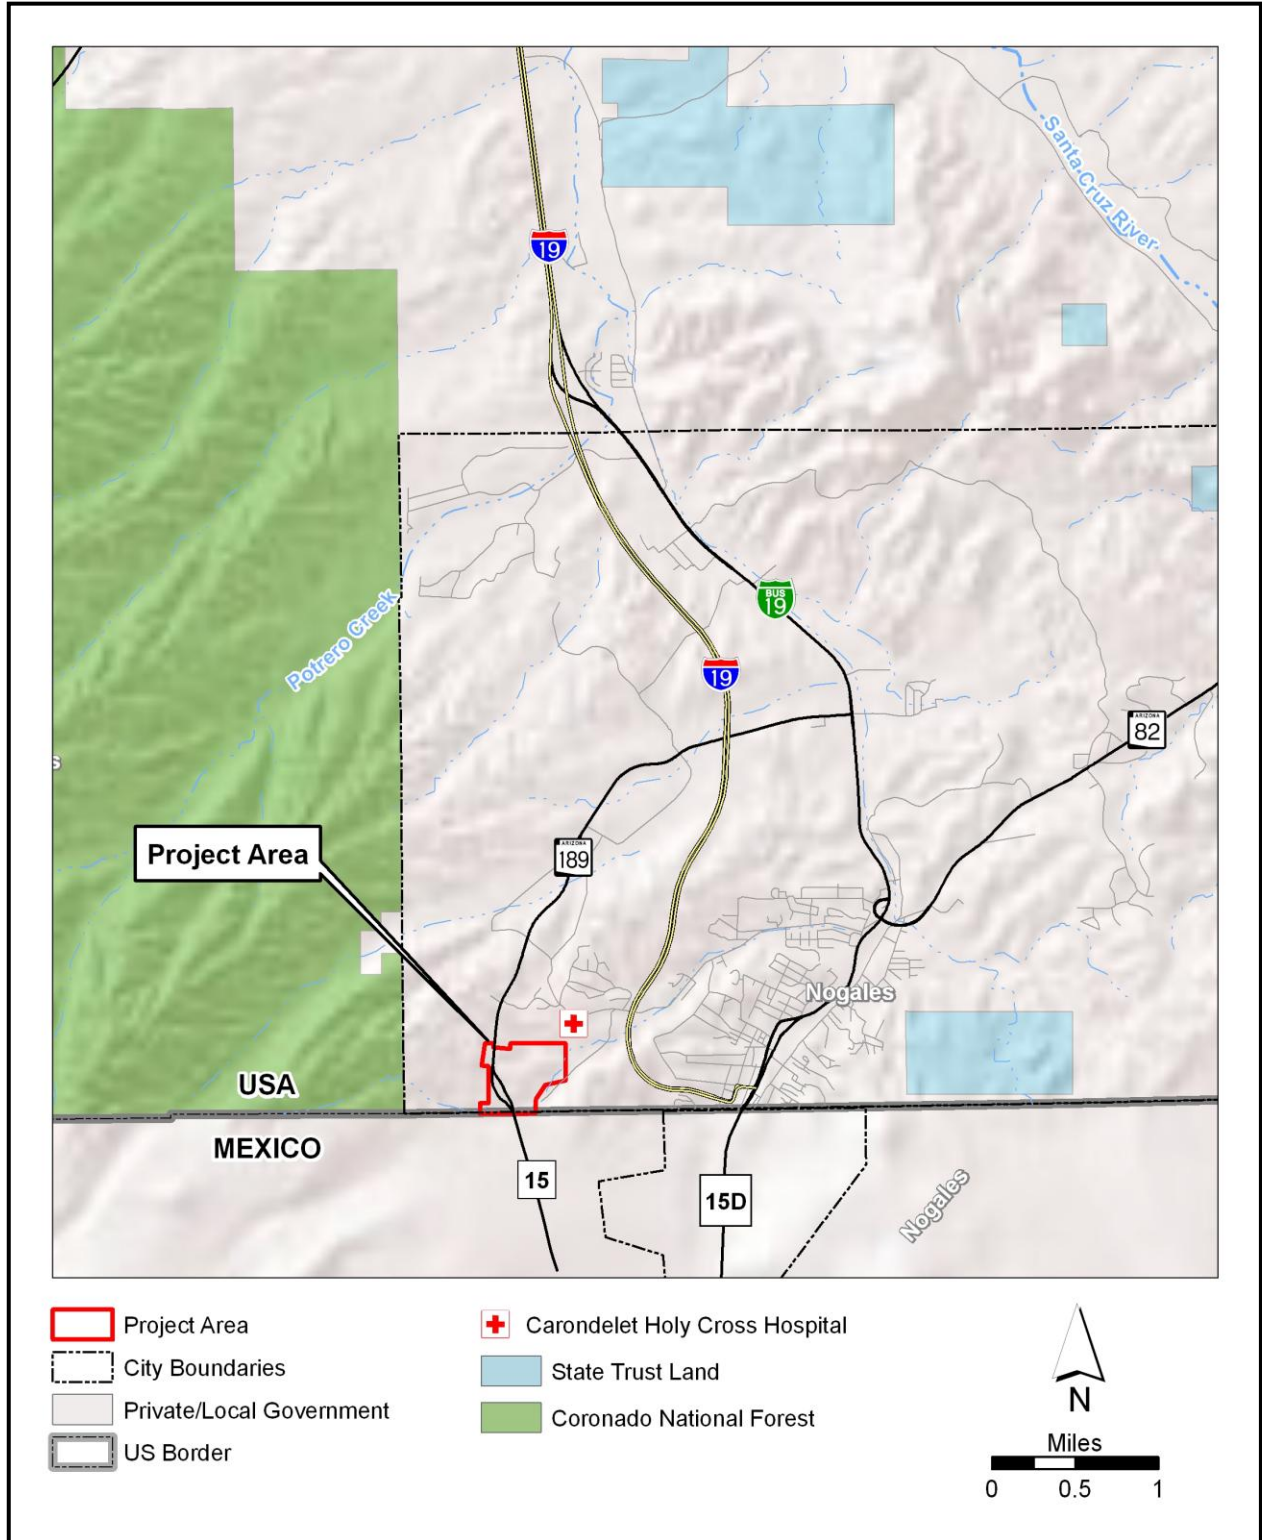 Santa Cruz River
19
BUS
19
Potrero Creek
19
ARIZONA
82
s
Project Area
ARIZONA
189
Nogales
USA
MEXICO
15
15D
Nogales
Project Area
City Boundaries
Private/Local Government
US Border
Carondelet Holy Cross Hospital
State Trust Land
Coronado National Forest
N
Miles
0 0.5 1